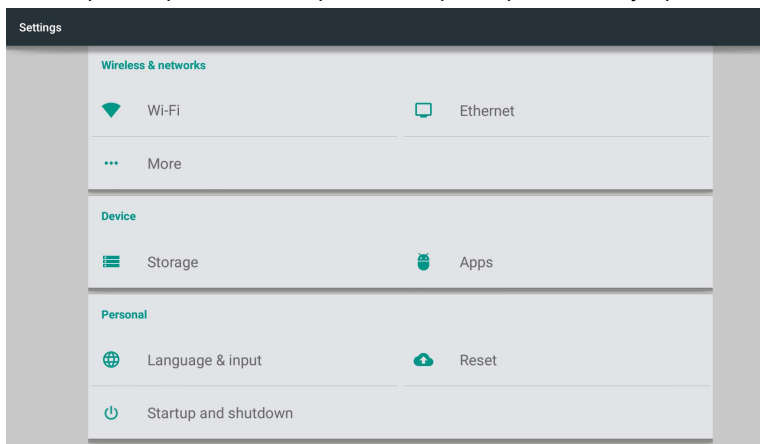 Settings
Wireless & networks
Wi-Fi
Ethernet
More
Device
Storage
Apps
Personal
Language & input
Reset
Startup and shutdown